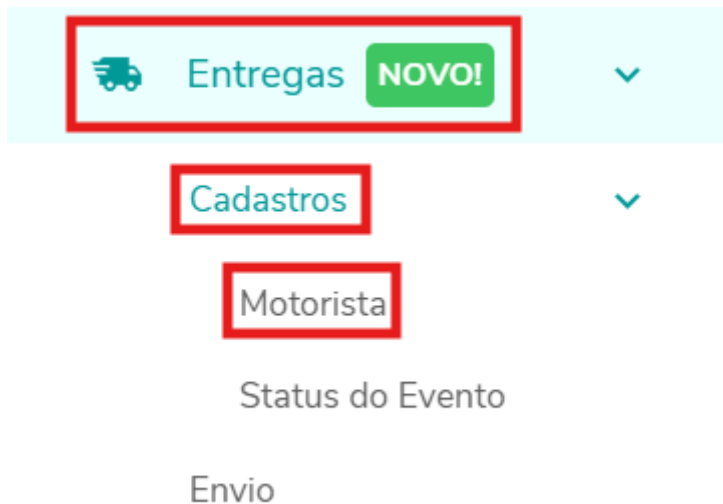 Entregas NOVO!
Cadastros
Motorista
Status do Evento
Envio